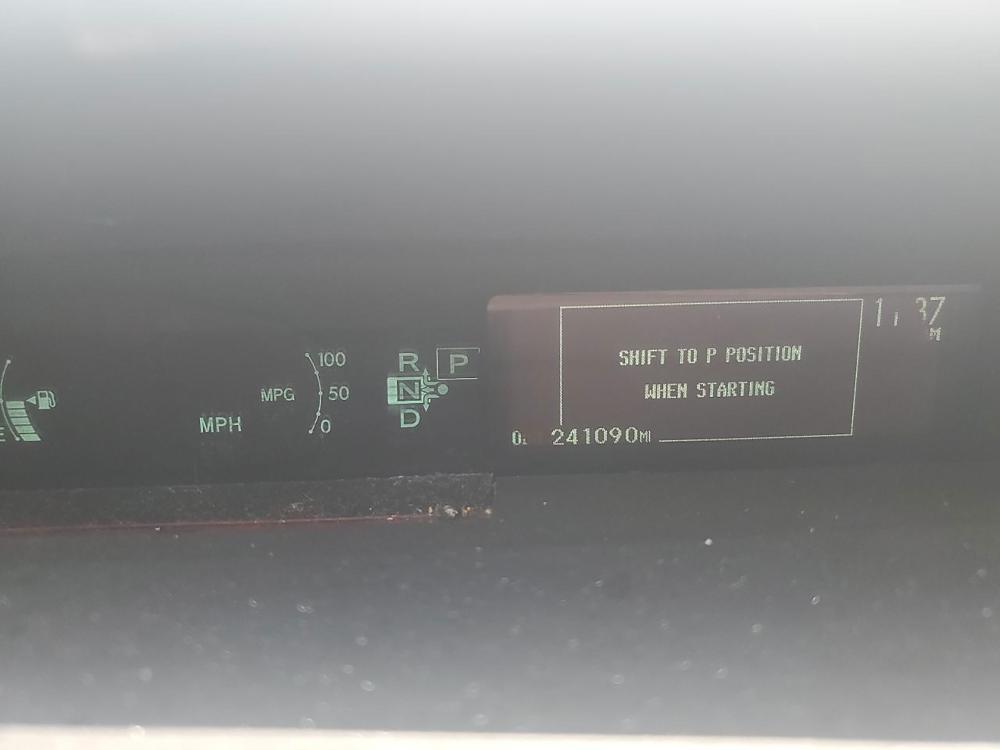 E
MPH
MPG
100
50
0
R
N
D
P
SHIFT TO P POSITION
WHEN STARTING
241090MI